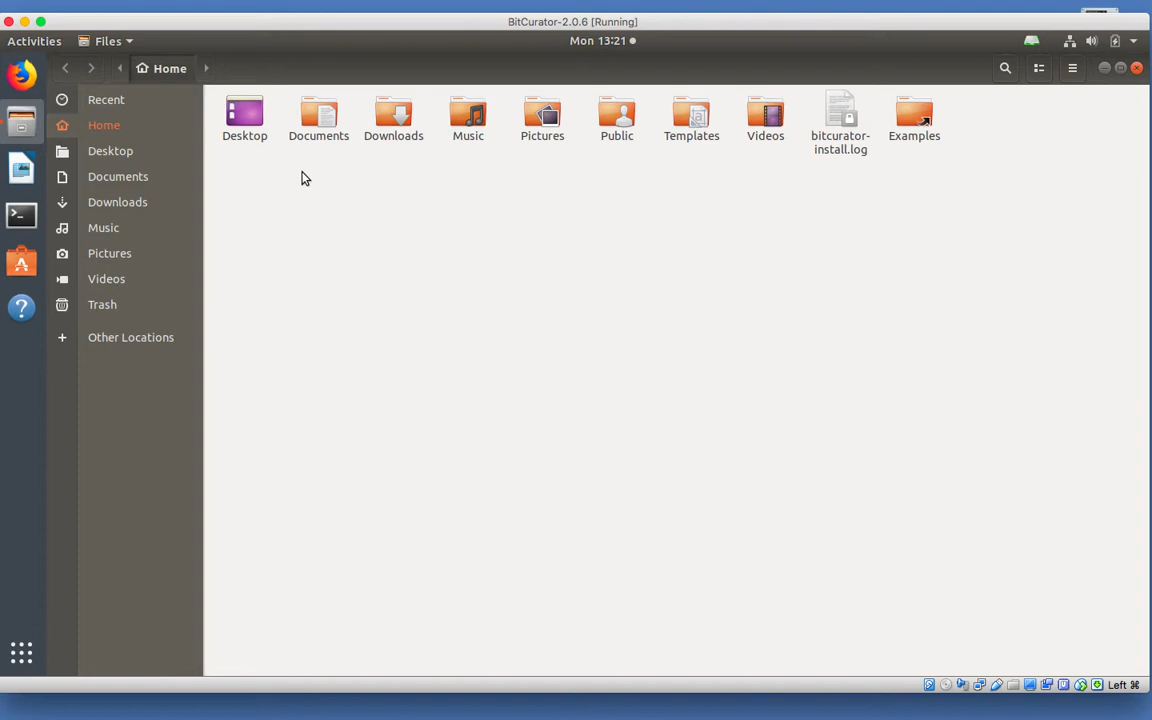 BitCurator-2.0.6 [Running]
Activities
Files
Mon 13:21
Home
Recent
Home
Desktop
Documents
Downloads
Music
Pictures
Videos
Trash
Other Locations
Desktop
Documents
Downloads
Music
Pictures
Public
Templates
Videos
bitcurator-
install.log
Examples
Left ⌘